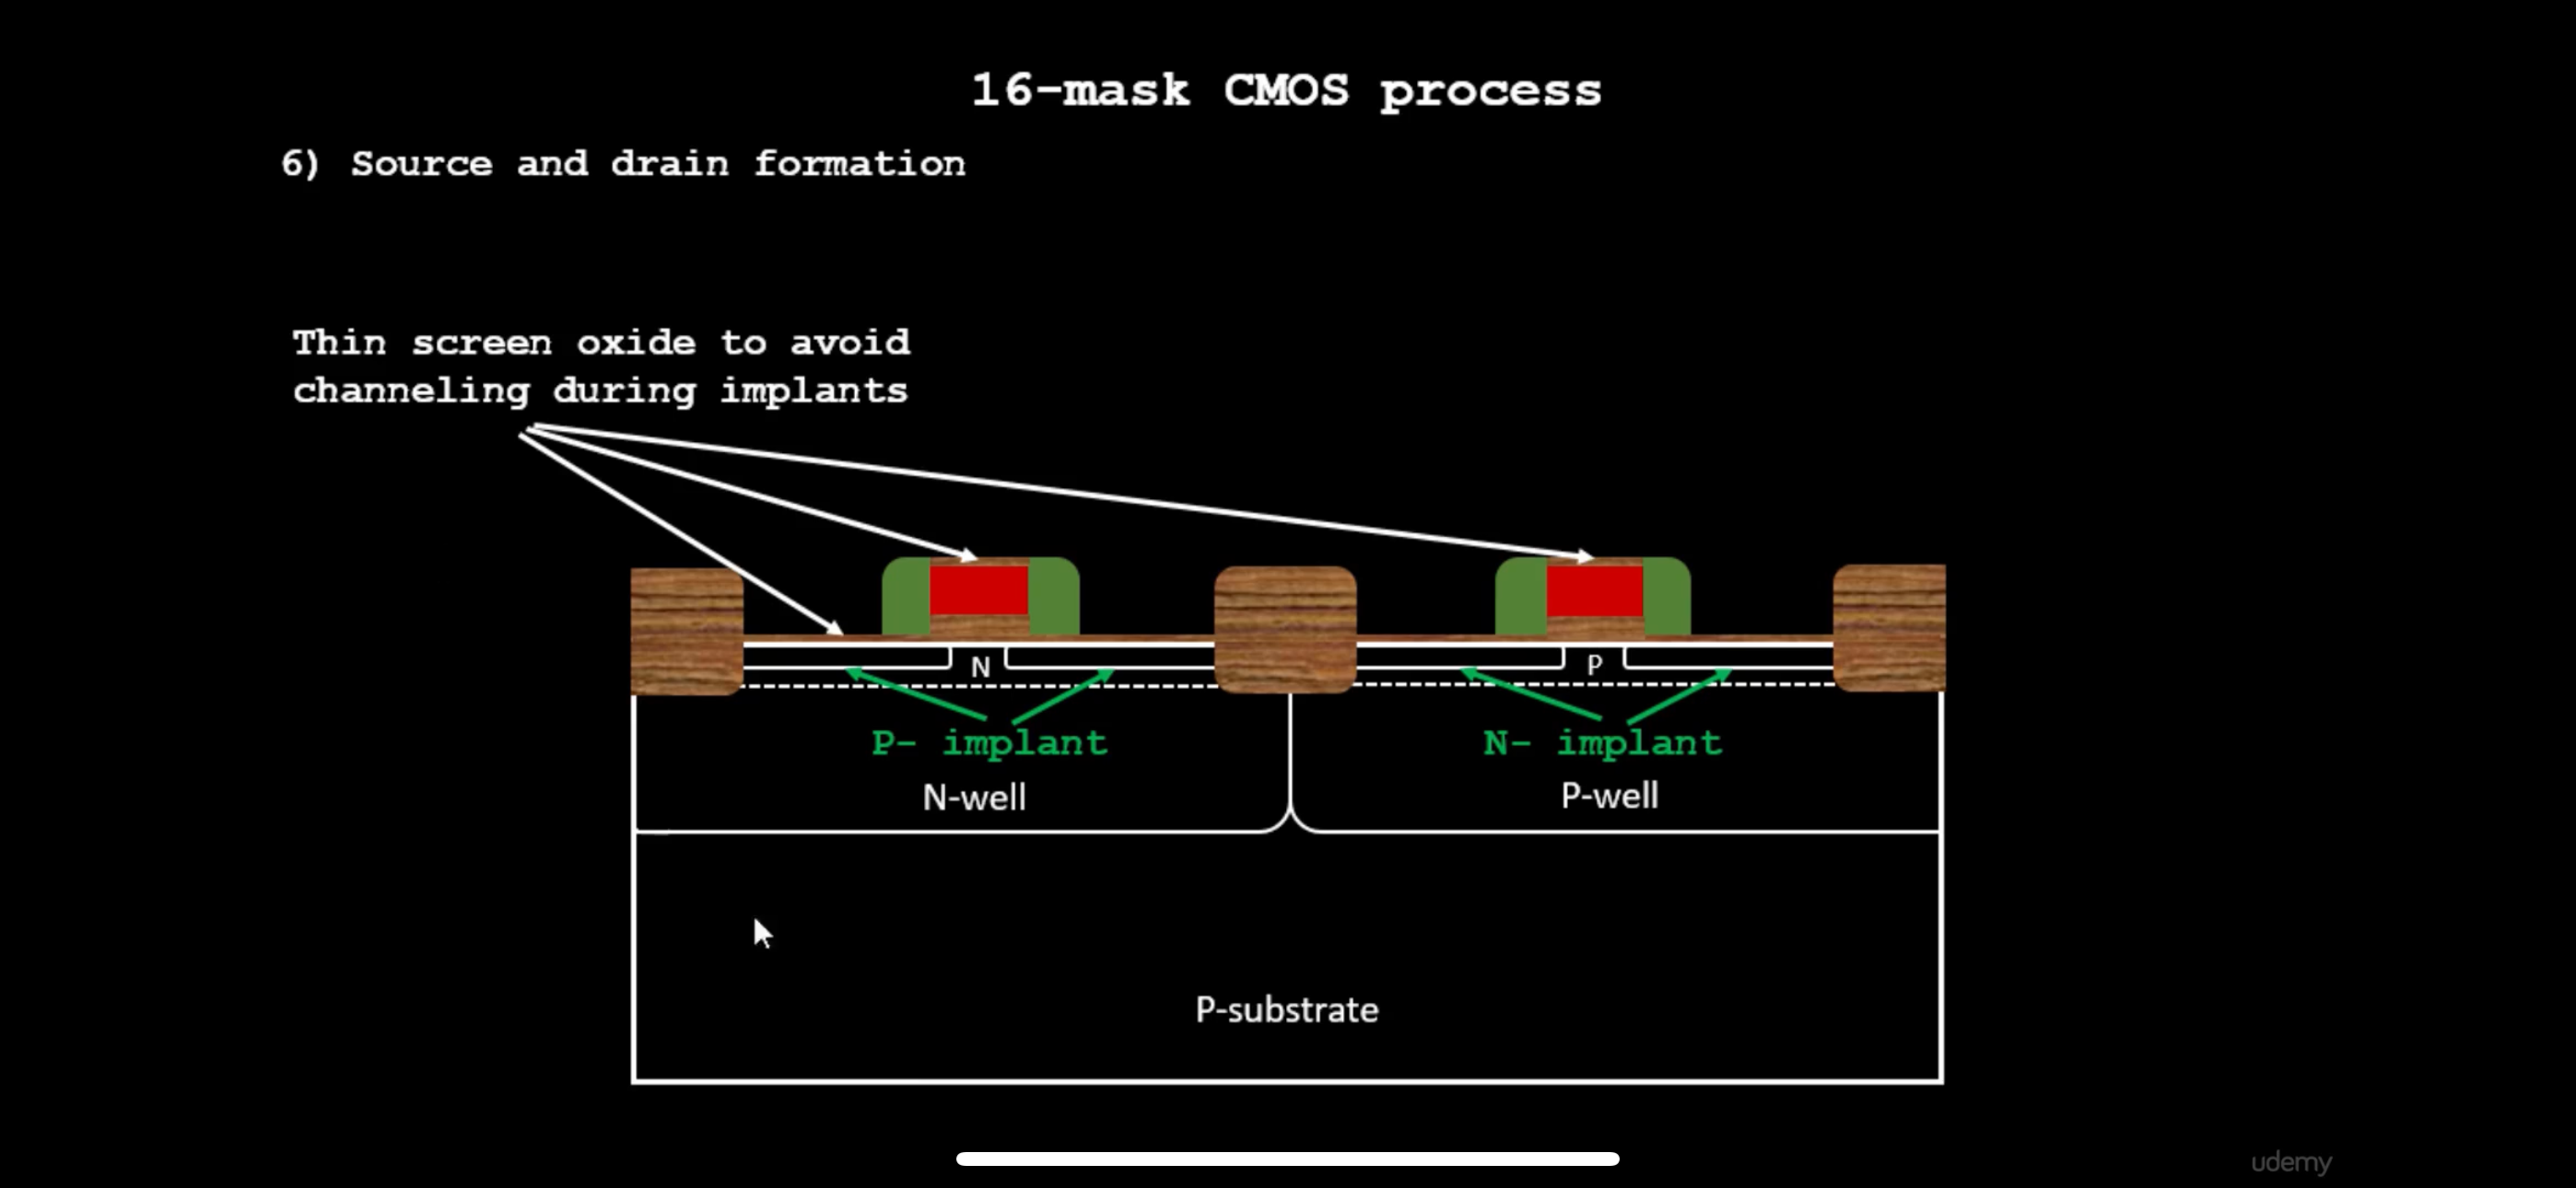 16-mask CMOS process
6) Source and drain formation
Thin screen oxide to avoid
channeling during implants
N
P
P- implant
N- implant
N-well
P-well
P-substrate
udemy